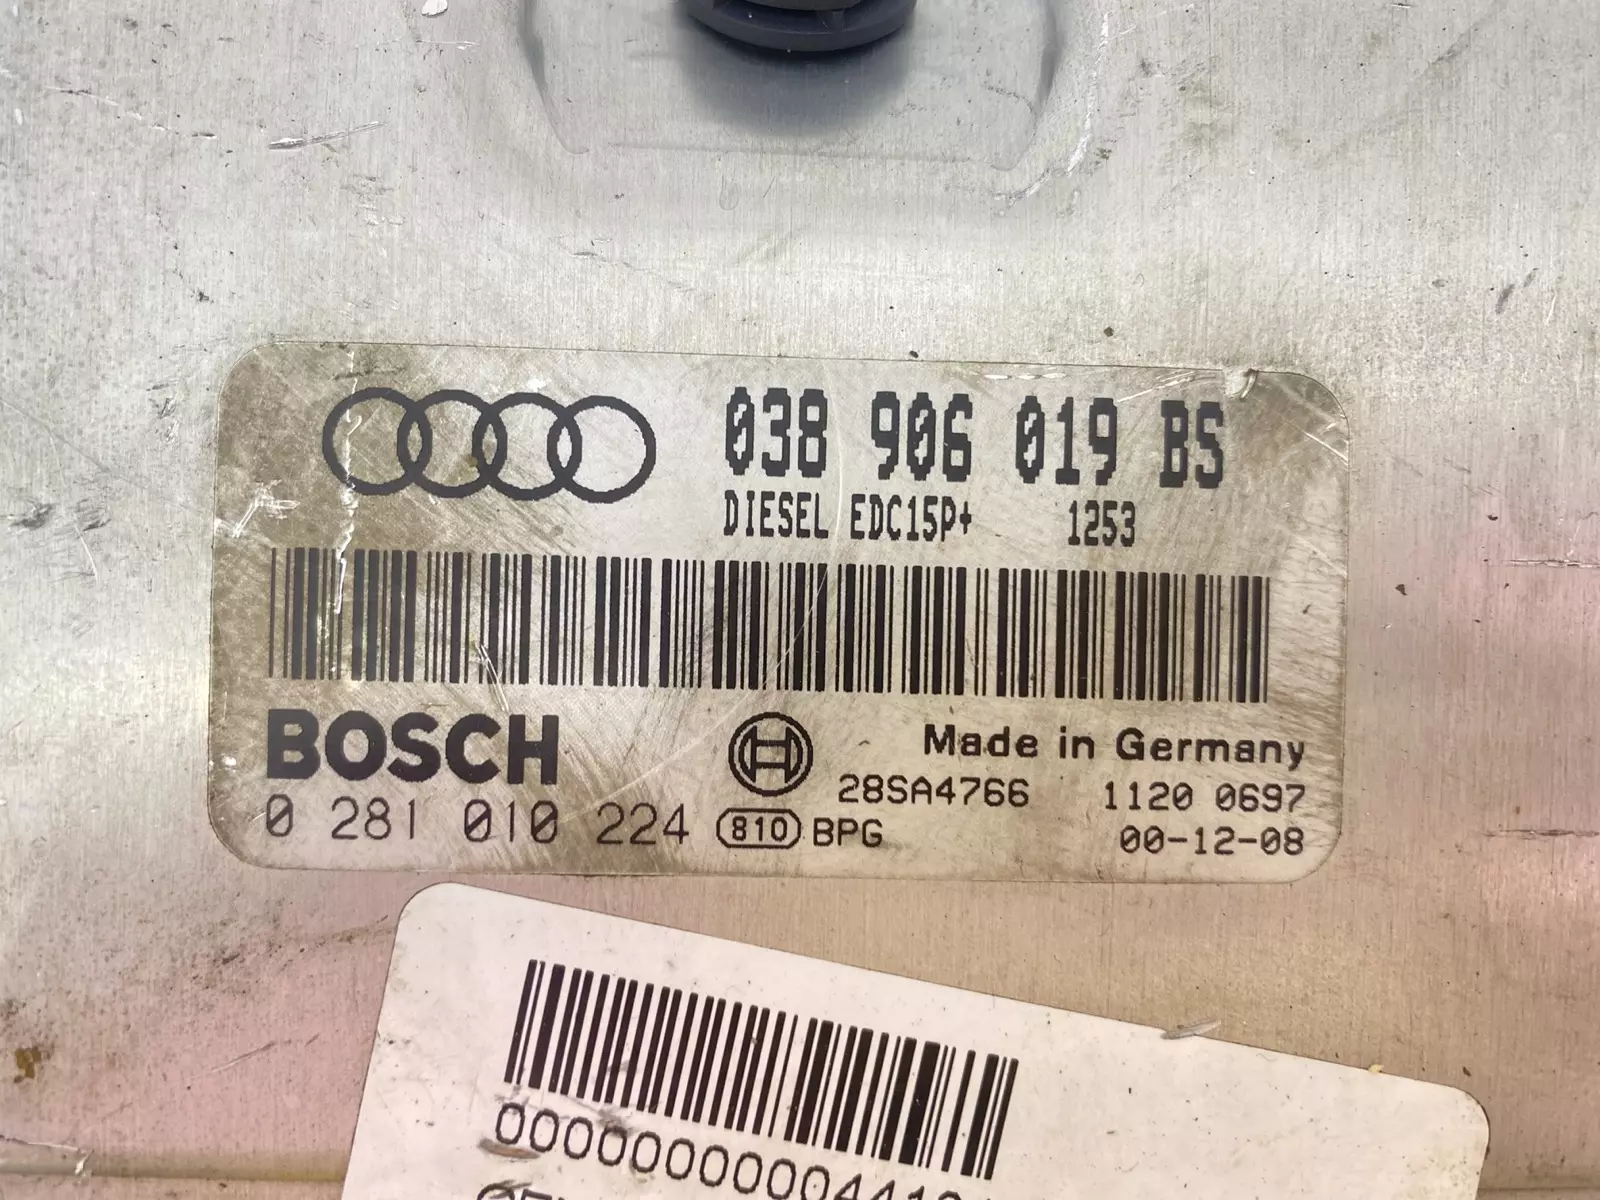 038 906 019 BS
DIESEL EDC15P+ 1253
BOSCH
Made in Germany
28SA4766 1120 0697
0 281 010 224 810 BPG 00-12-08